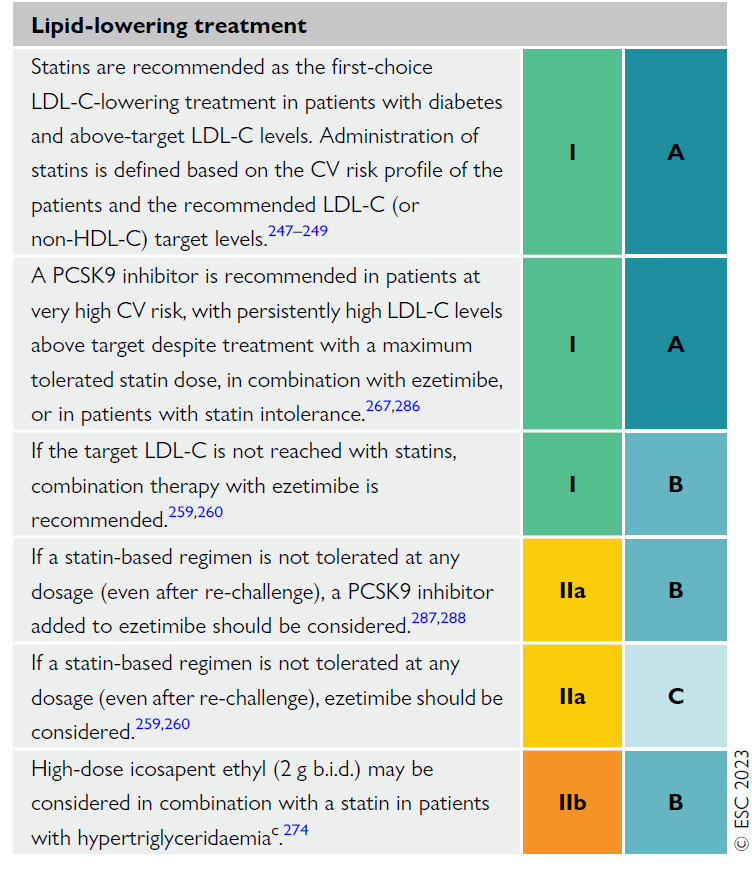 Lipid-lowering treatment
Statins are recommended as the first-choice
LDL-C-lowering treatment in patients with diabetes
and above-target LDL-C levels. Administration of
statins is defined based on the CV risk profile of the
patients and the recommended LDL-C (or
non-HDL-C) target levels.247–249
I
A
A PCSK9 inhibitor is recommended in patients at
very high CV risk, with persistently high LDL-C levels
above target despite treatment with a maximum
tolerated statin dose, in combination with ezetimibe,
or in patients with statin intolerance.267,286
I
A
If the target LDL-C is not reached with statins,
combination therapy with ezetimibe is
recommended.259,260
I
B
If a statin-based regimen is not tolerated at any
dosage (even after re-challenge), a PCSK9 inhibitor
added to ezetimibe should be considered.287,288
IIa
B
If a statin-based regimen is not tolerated at any
dosage (even after re-challenge), ezetimibe should be
considered.259,260
IIa
C
High-dose icosapent ethyl (2 g b.i.d.) may be
considered in combination with a statin in patients
with hypertriglyceridaemiac.274
IIb
B
© ESC 2023